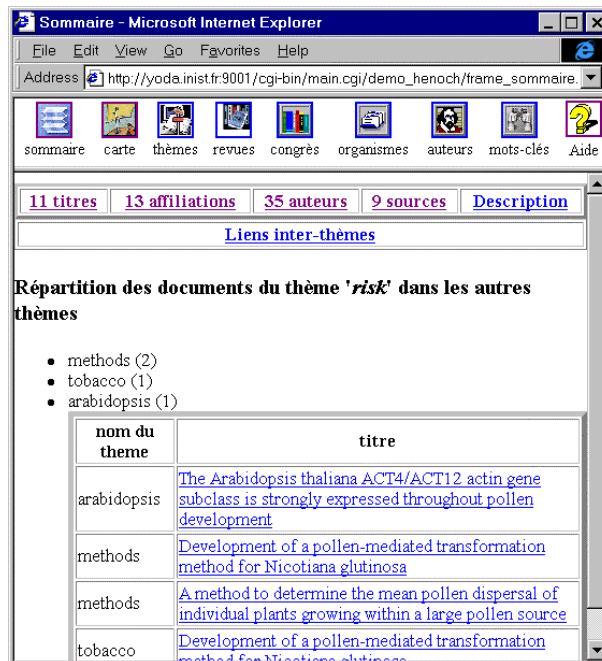 Sommaire - Microsoft Internet Explorer
File Edit View Go Favorites Help
Address http://yoda.inist.fr:9001/cgi-bin/main.cgi/demo_henoch/frame_sommaire.
sommaire carte thèmes revues congrès organismes auteurs mots-clés Aide
11 titres 13 affiliations 35 auteurs 9 sources Description
Liens inter-thèmes
Répartition des documents du thème 'risk' dans les autres
thèmes
methods (2)
tobacco (1)
arabidopsis (1)
nom du
theme
titre
arabidopsis
The Arabidopsis thaliana ACT4/ACT12 actin gene
subclass is strongly expressed throughout pollen
development
methods
Development of a pollen-mediated transformation
method for Nicotiana glutinosa
methods
A method to determine the mean pollen dispersal of
individual plants growing within a large pollen source
tobacco
Development of a pollen-mediated transformation
method for Nicotiana glutinosa